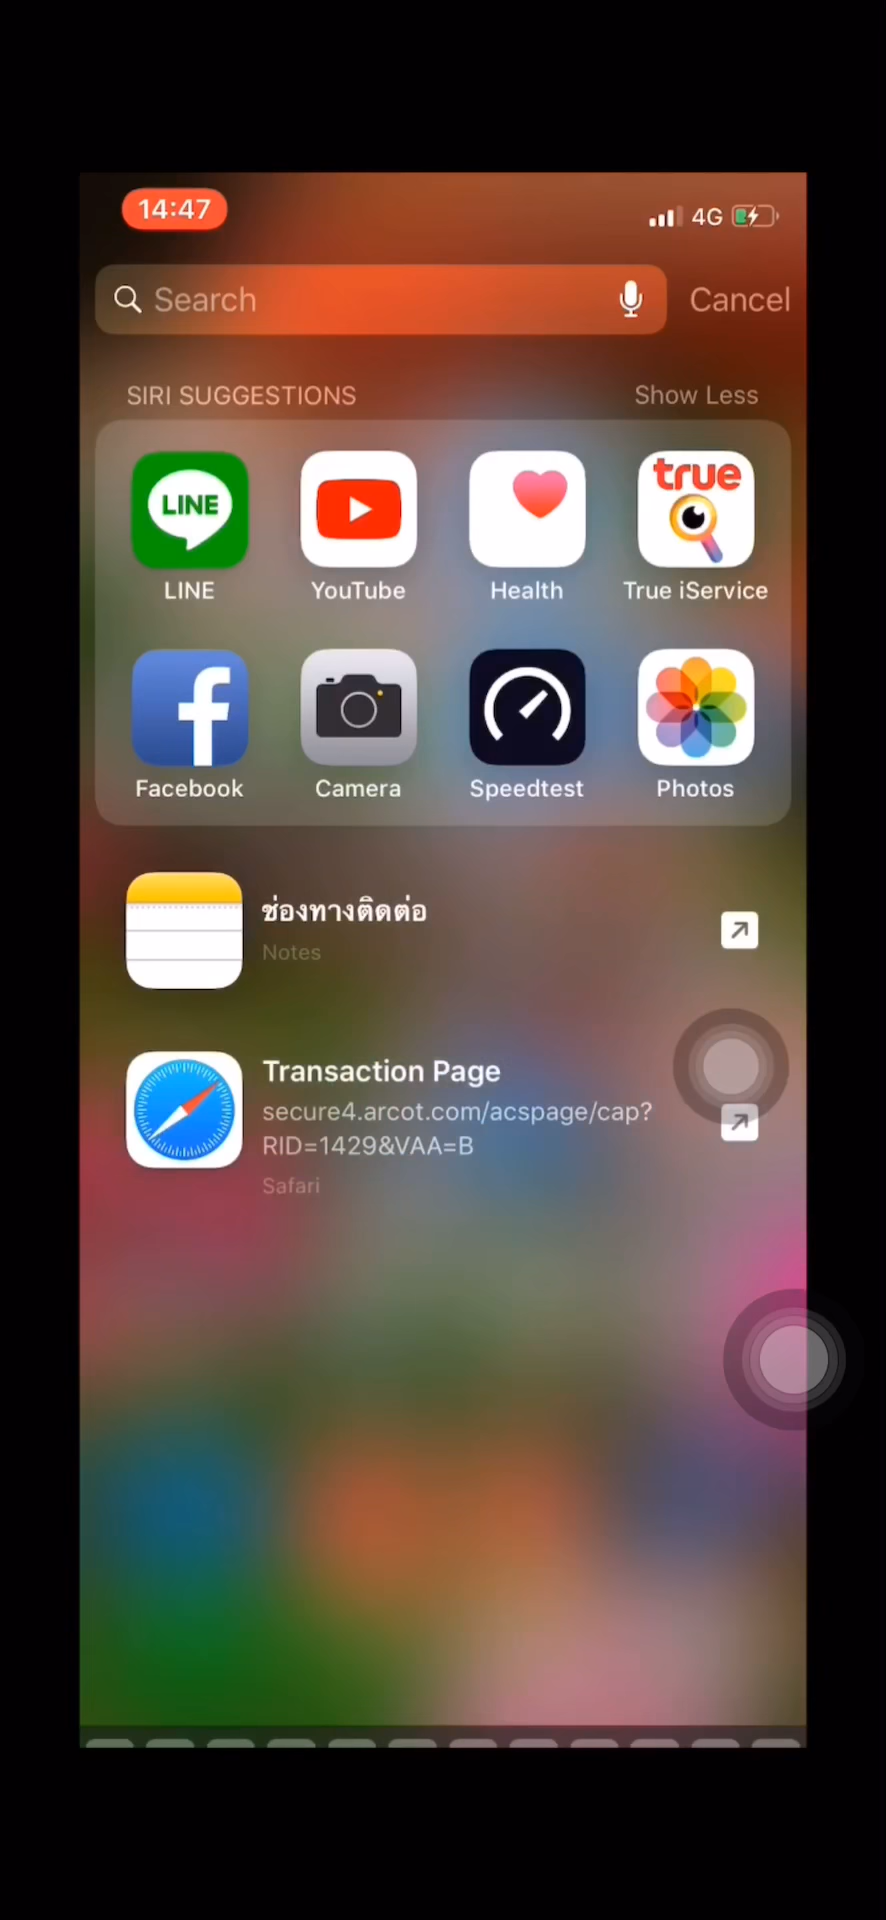 14:47
4G
Search
Cancel
SIRI SUGGESTIONS
Show Less
LINE
true
LINE
YouTube
Health
True iService
Facebook
Camera
Speedtest
Photos
ช่องทางติดต่อ
Notes
Transaction Page
secure4.arcot.com/acspage/cap?
RID=1429&VAA=B
Safari